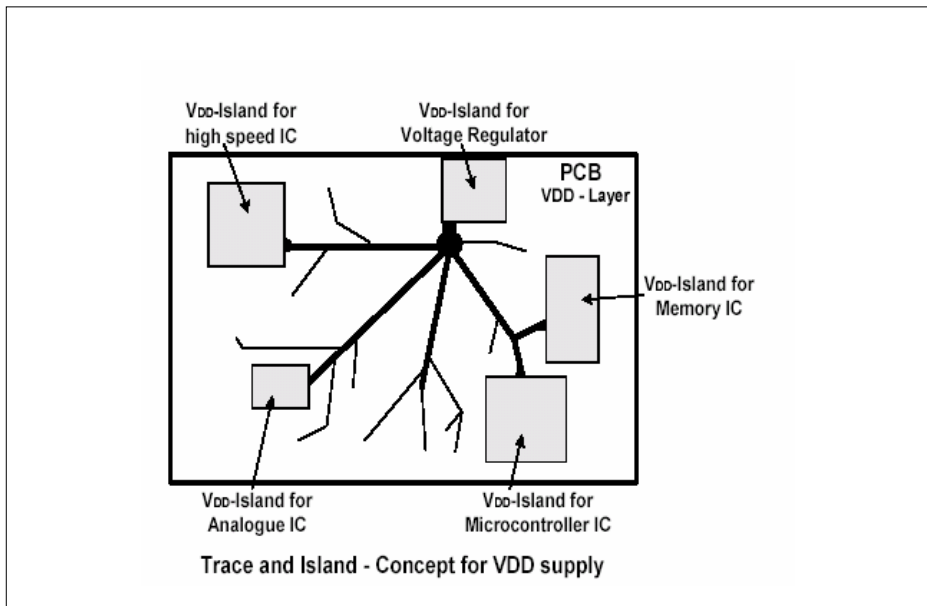 VDD-Island for
high speed IC
VDD-Island for
Voltage Regulator
PCB
VDD - Layer
VDD-Island for
Memory IC
VDD-Island for
Analogue IC
VDD-Island for
Microcontroller IC
Trace and Island - Concept for VDD supply